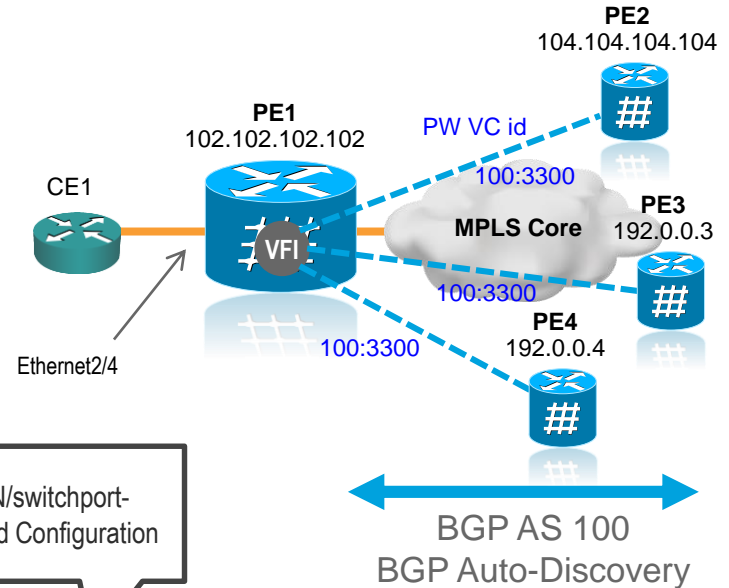 PE2
104.104.104.104
PE1
102.102.102.102
PW VC id
100:3300
CE1
PE3
192.0.0.3
MPLS Core
VFI
100:3300
PE4
192.0.0.4
100:3300
Ethernet2/4
N/switchport-
d Configuration
BGP AS 100
BGP Auto-Discovery